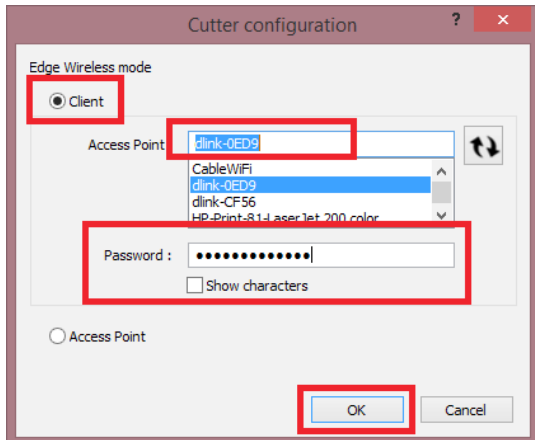 Cutter configuration
?
×
Edge Wireless mode
Client
Access Point dlink-0ED9
CableWiFi
dlink-0ED9
dlink-CF56
HP-Print-81-LaserJet 200 color
Password : ●●●●●●●●●●●●●
Show characters
Access Point
OK Cancel